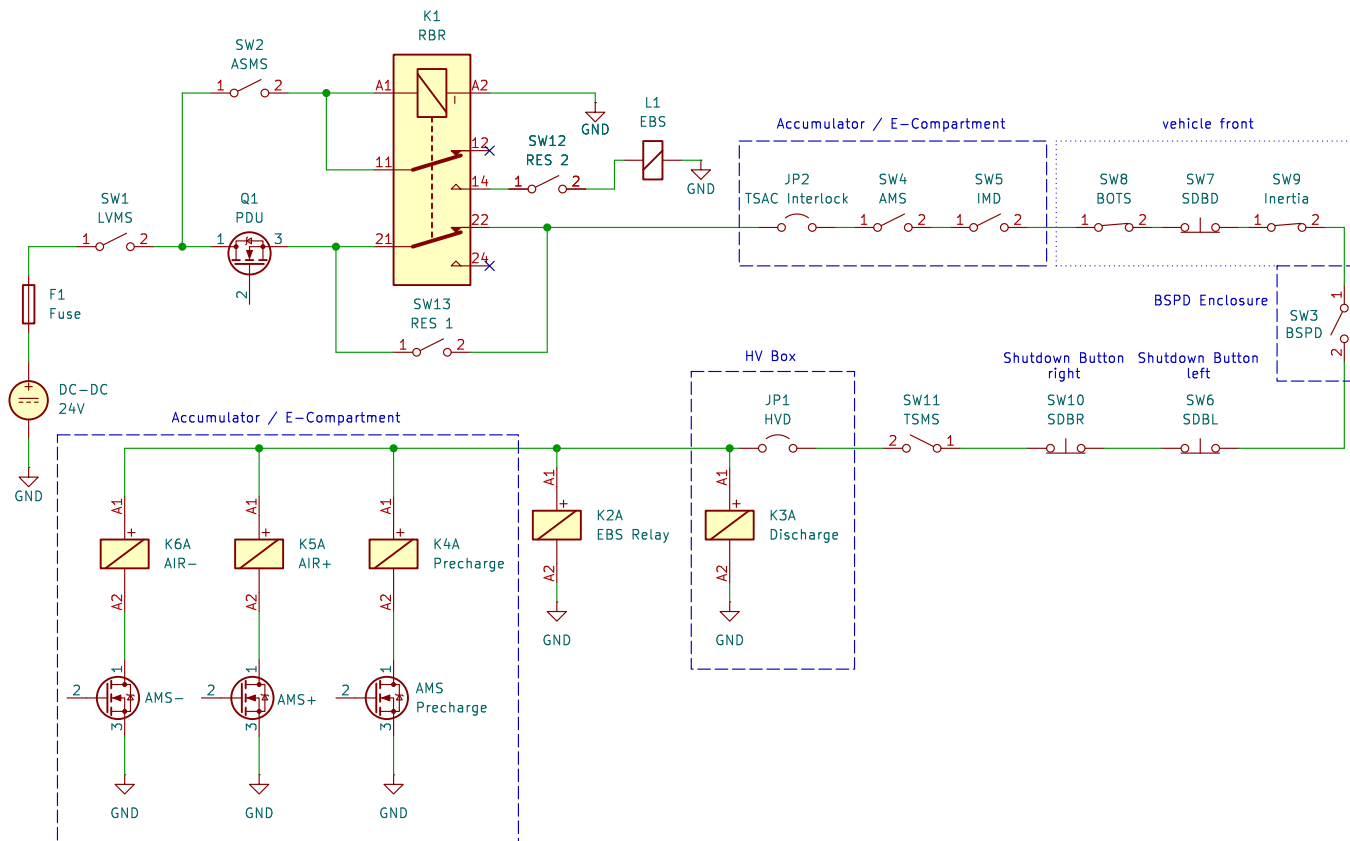 K1
RBR
SW2
ASMS
1
2
A1
A2
GND
L1
EBS
12
SW12
RES 2
11
14
1
2
GND
Accumulator / E-Compartment
vehicle front
JP2
TSAC Interlock
SW4
AMS
SW5
IMD
SW8
BOTS
SW7
SDBD
SW9
Inertia
1
2
1
2
1
2
1
2
SW1
LVMS
Q1
PDU
1
2
1
3
2
21
22
24
SW13
RES 1
1
2
F1
Fuse
BSPD Enclosure
SW3
BSPD
1
2
DC-DC
24V
GND
HV Box
Shutdown Button
right
Shutdown Button
left
JP1
HVD
SW11
TSMS
SW10
SDBR
SW6
SDBL
2
1
Accumulator / E-Compartment
A1
K6A
AIR-
A2
A1
K5A
AIR+
A2
A1
K4A
Precharge
A2
A1
K2A
EBS Relay
A2
GND
A1
K3A
Discharge
A2
GND
1
2
AMS-
3
GND
1
2
AMS+
3
GND
1
2
AMS
Precharge
3
GND